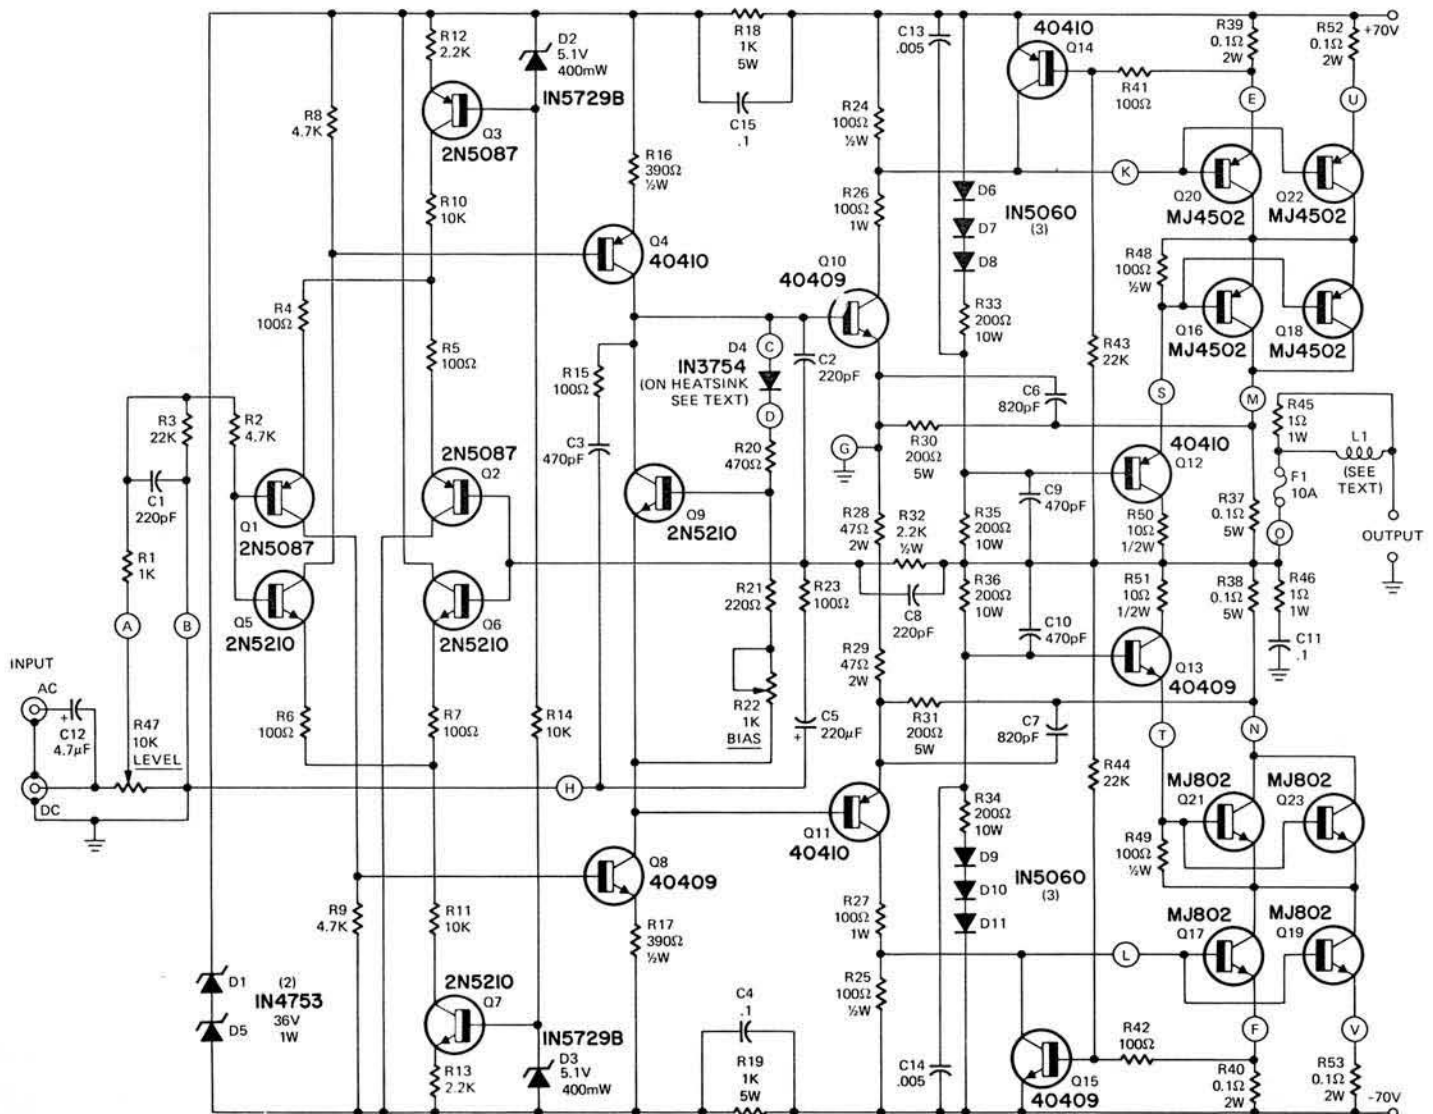 R12
2.2K
D2
5.1V
400mW
IN5729B
R18
1K
5W
C15
.1
C13
.005
40410
Q14
R39
0.1Ω
2W
R52
0.1Ω
2W
+70V
R41
100Ω
E
U
R8
4.7K
Q3
2N5087
R24
100Ω
½W
R16
390Ω
½W
K
Q20
MJ4502
Q22
MJ4502
R10
10K
R26
100Ω
1W
D6
D7
D8
IN5060
(3)
Q4
40410
Q10
40409
R48
100Ω
½W
Q16
MJ4502
Q18
MJ4502
R4
100Ω
R5
100Ω
R33
200Ω
10W
R43
22K
D4
C
IN3754
(ON HEATSINK
SEE TEXT)
D
C2
220pF
R15
100Ω
C6
820pF
S
M
R3
22K
R2
4.7K
C3
470pF
R20
470Ω
G
R30
200Ω
5W
40410
Q12
R45
1Ω
1W
L1
(SEE
TEXT)
F1
10A
C1
220pF
Q1
2N5087
2N5087
Q2
Q9
2N5210
R28
47Ω
2W
R32
2.2K
½W
R35
200Ω
10W
C9
470pF
R50
10Ω
1/2W
R37
0.1Ω
5W
O
OUTPUT
R1
1K
Q5
2N5210
Q6
2N5210
R21
220Ω
R23
100Ω
C8
220pF
R36
200Ω
10W
C10
470pF
R51
10Ω
1/2W
R38
0.1Ω
5W
R46
1Ω
1W
C11
.1
A
B
INPUT
AC
C12
4.7µF
+
DC
R47
10K
LEVEL
R6
100Ω
R7
100Ω
R14
10K
R22
1K
BIAS
C5
220µF
+
R29
47Ω
2W
R31
200Ω
5W
C7
820pF
Q13
40409
T
N
H
R44
22K
MJ802
Q21
MJ802
Q23
Q11
40410
R34
200Ω
10W
R49
100Ω
½W
Q8
40409
R9
4.7K
R11
10K
R17
390Ω
½W
R27
100Ω
1W
D9
D10
D11
IN5060
(3)
MJ802
Q17
MJ802
Q19
L
D1
(2)
IN4753
36V
1W
D5
2N5210
Q7
IN5729B
D3
5.1V
400mW
R13
2.2K
C4
.1
R19
1K
5W
R25
100Ω
½W
C14
.005
Q15
40409
R42
100Ω
F
V
R40
0.1Ω
2W
R53
0.1Ω
2W
-70V